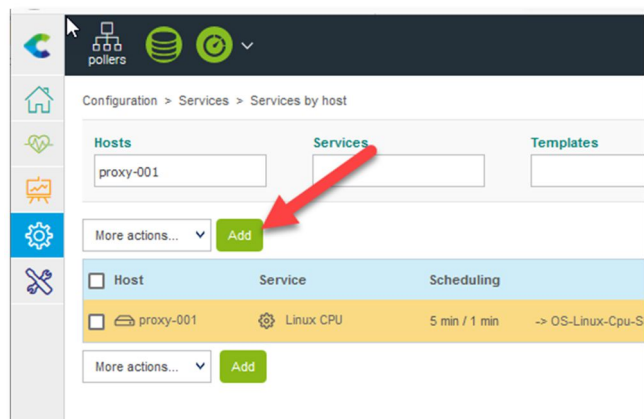 pollers
Configuration > Services > Services by host
Hosts Services Templates
proxy-001
More actions... Add
Host Service Scheduling
proxy-001 Linux CPU 5 min / 1 min -> OS-Linux-Cpu-S
More actions... Add